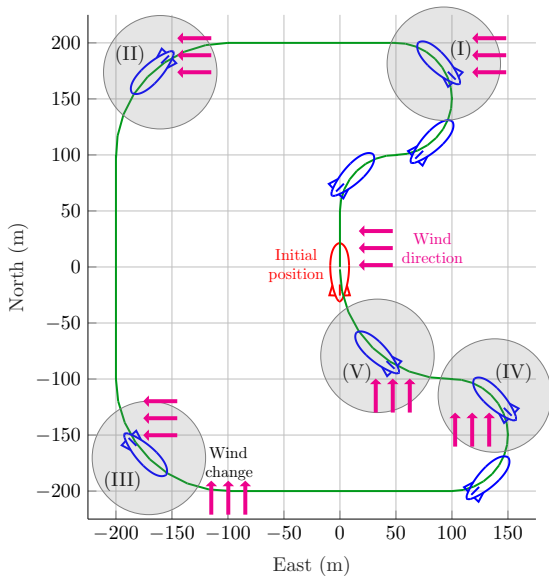 (I)
(II)
200
150
100
50
0
−50
−100
−150
−200
North (m)
Initial
position
Wind
direction
(V)
(IV)
(III)
Wind
change
−200
−150
−100
−50
0
50
100
150
East (m)